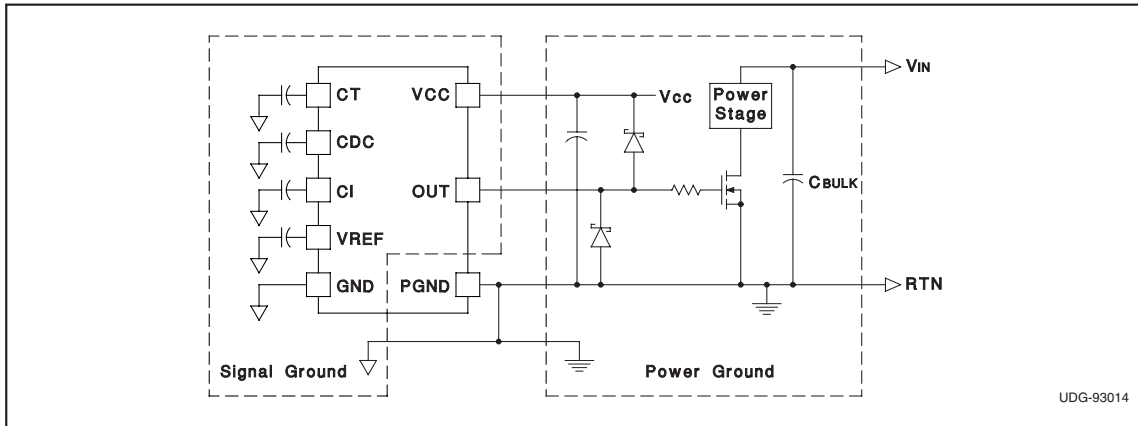 CT
VCC
CDC
CI
OUT
VREF
GND
PGND
Signal Ground
Vcc
Power
Stage
CBULK
VIN
RTN
Power Ground
UDG-93014